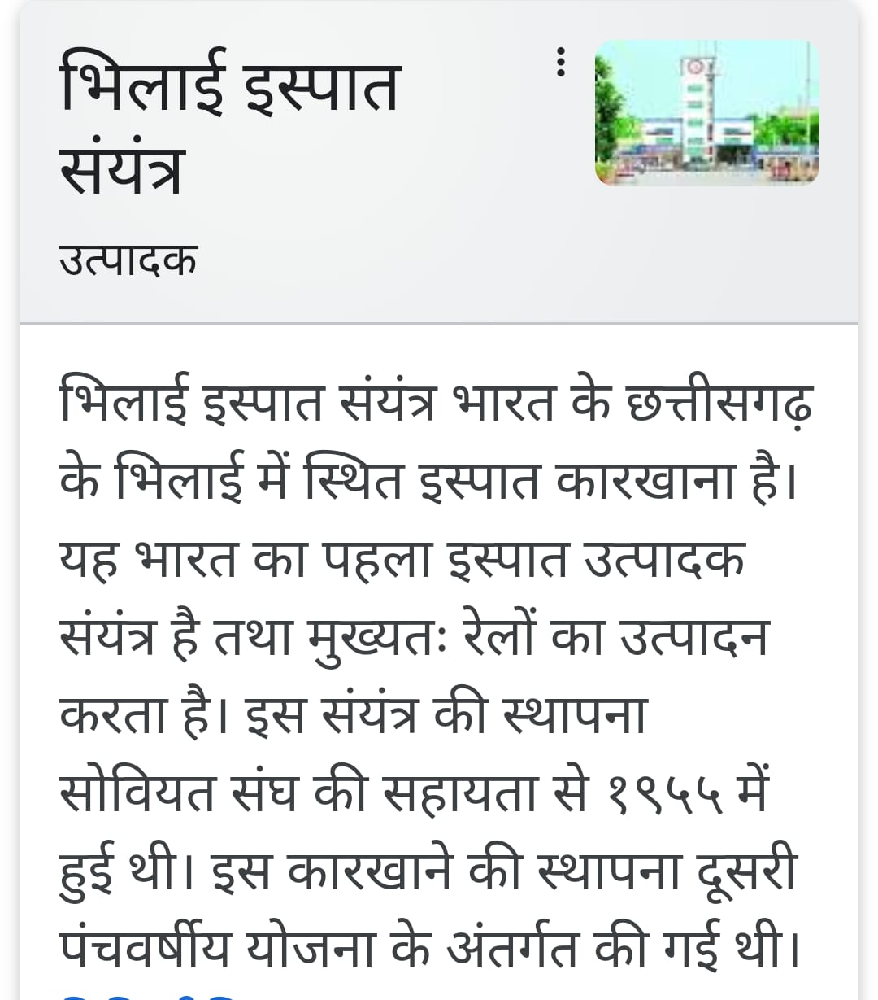 भिलाई इस्पात
संयंत्र
उत्पादक
भिलाई इस्पात संयंत्र भारत के छत्तीसगढ़
के भिलाई में स्थित इस्पात कारखाना है।
यह भारत का पहला इस्पात उत्पादक
संयंत्र है तथा मुख्यतः रेलों का उत्पादन
करता है। इस संयंत्र की स्थापना
सोवियत संघ की सहायता से १९५५ में
हुई थी। इस कारखाने की स्थापना दूसरी
पंचवर्षीय योजना के अंतर्गत की गई थी।